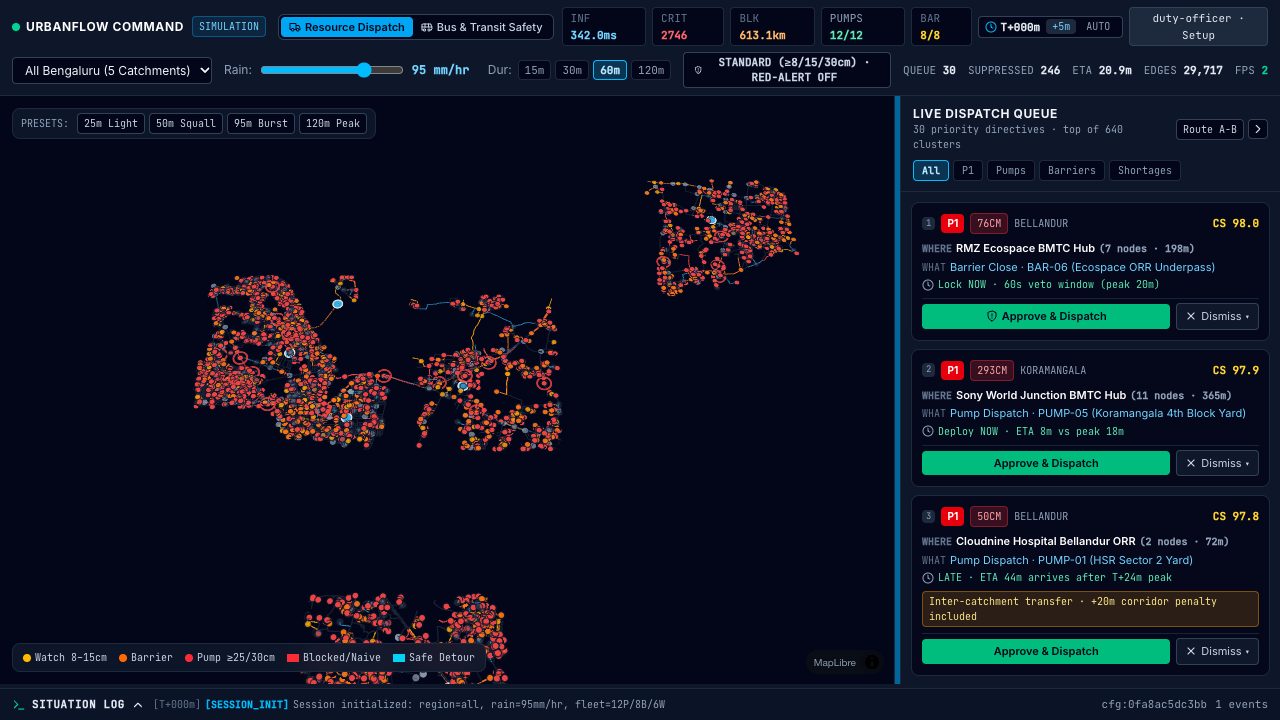 URBANFLOW COMMAND
SIMULATION
Resource Dispatch
Bus & Transit Safety
INF
342.0ms
CRIT
2746
BLK
613.1km
PUMPS
12/12
BAR
8/8
T+000m
+5m
AUTO
duty-officer · Setup
All Bengaluru (5 Catchments)
Rain:
95 mm/hr
Dur:
15m
30m
60m
120m
STANDARD (≥8/15/30cm) · RED-ALERT OFF
QUEUE 30
SUPPRESSED 246
ETA 20.9m
EDGES 29,717
FPS 2
PRESETS:
25m Light
50m Squall
95m Burst
120m Peak
LIVE DISPATCH QUEUE
30 priority directives · top of 640 clusters
Route A-B
All
P1
Pumps
Barriers
Shortages
1 P1 76CM BELLANDUR CS 98.0
WHERE RMZ Ecospace BMTC Hub (7 nodes · 198m)
WHAT Barrier Close · BAR-06 (Ecospace ORR Underpass)
Lock NOW · 60s veto window (peak 20m)
Approve & Dispatch
Dismiss
2 P1 293CM KORAMANGALA CS 97.9
WHERE Sony World Junction BMTC Hub (11 nodes · 365m)
WHAT Pump Dispatch · PUMP-05 (Koramangala 4th Block Yard)
Deploy NOW · ETA 8m vs peak 18m
Approve & Dispatch
Dismiss
3 P1 50CM BELLANDUR CS 97.8
WHERE Cloudnine Hospital Bellandur ORR (2 nodes · 72m)
WHAT Pump Dispatch · PUMP-01 (HSR Sector 2 Yard)
LATE · ETA 44m arrives after T+24m peak
Inter-catchment transfer · +20m corridor penalty included
Approve & Dispatch
Dismiss
Watch 8–15cm
Barrier
Pump ≥25/30cm
Blocked/Naive
Safe Detour
MapLibre
SITUATION LOG
[T+000m] [SESSION_INIT] Session initialized: region=all, rain=95mm/hr, fleet=12P/8B/6W
cfg:0fa8ac5dc3bb 1 events